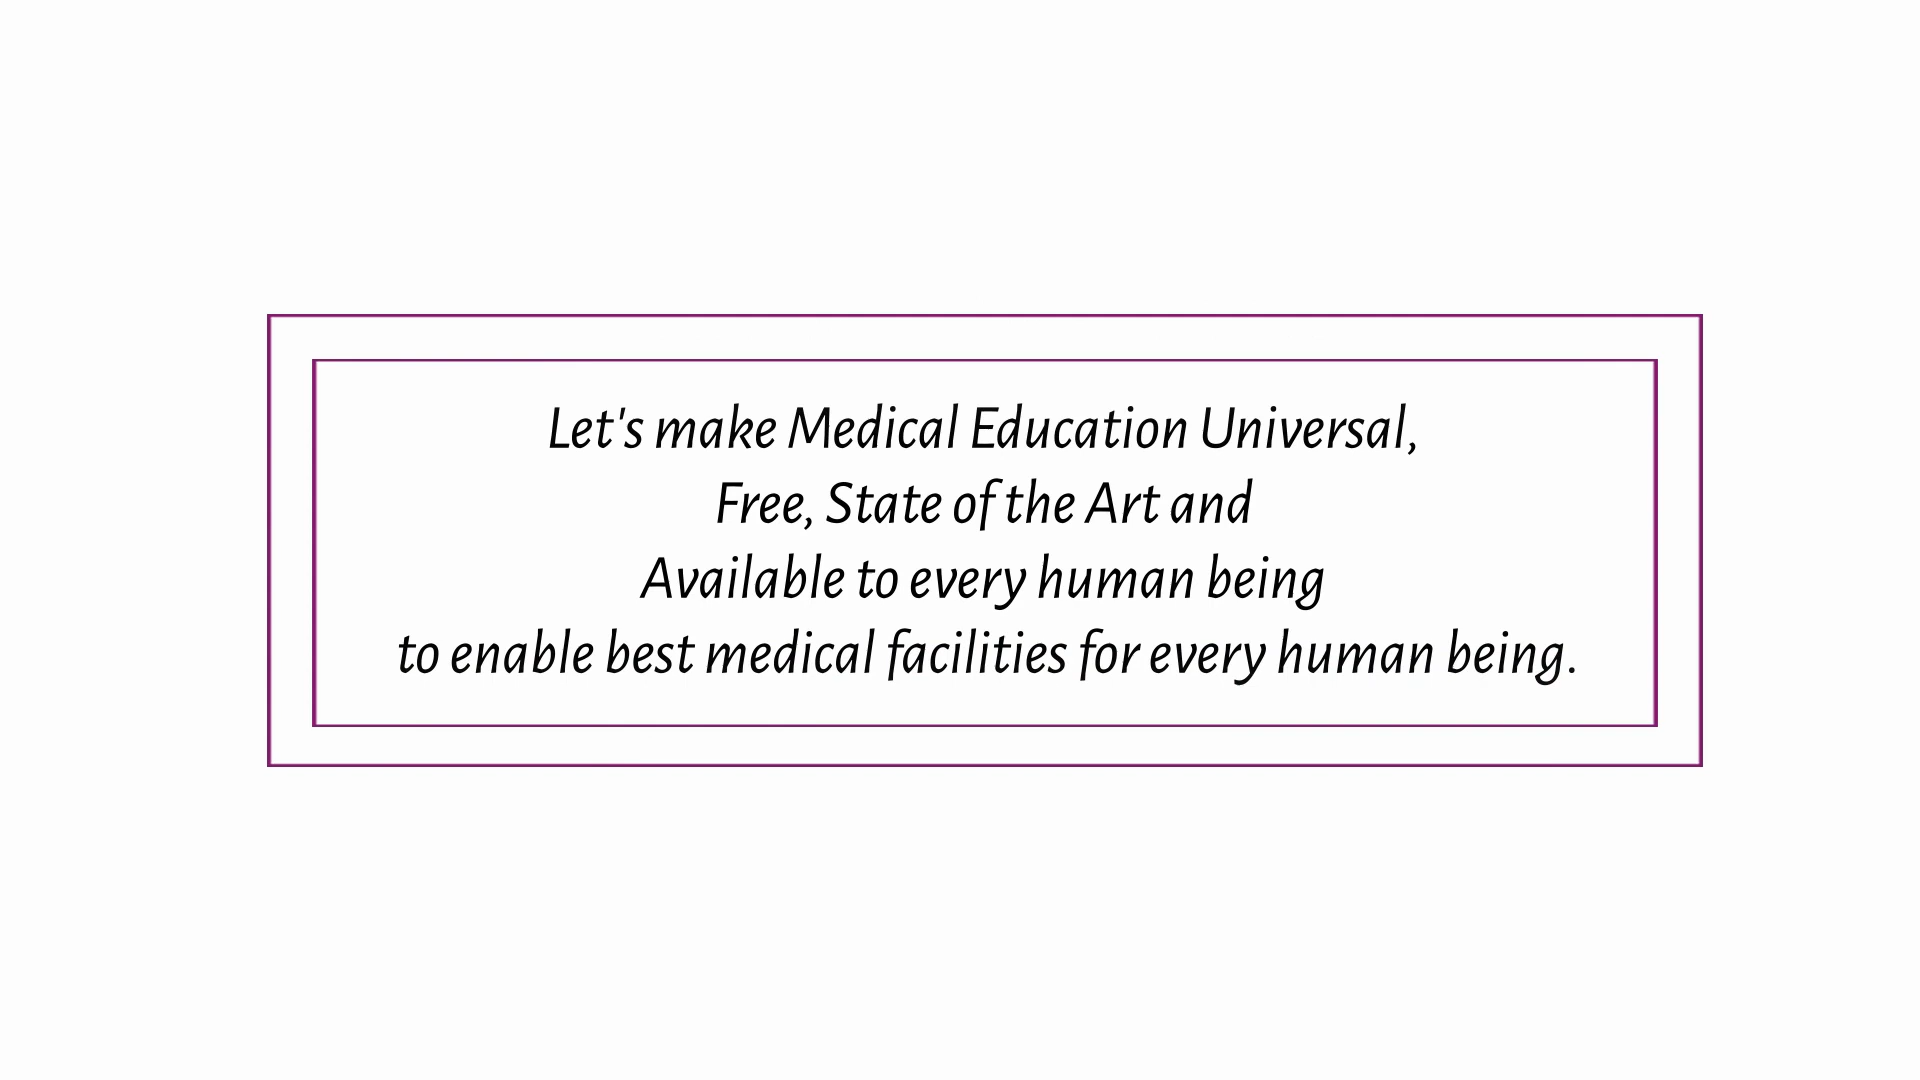 Let's make Medical Education Universal,
Free, State of the Art and
Available to every human being
to enable best medical facilities for every human being.